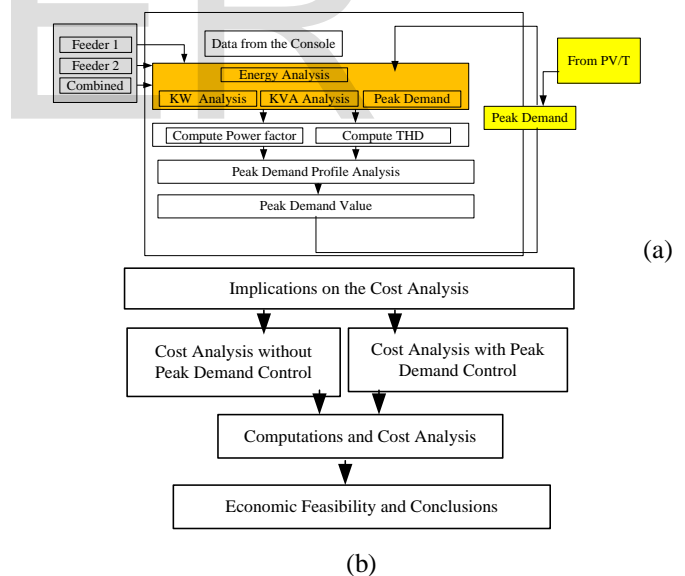 ER
Feeder 1
Feeder 2
Combined
Data from the Console
Energy Analysis
KW Analysis
KVA Analysis
Peak Demand
Compute Power factor
Compute THD
Peak Demand Profile Analysis
Peak Demand Value
From PV/T
Peak Demand
(a)
Implications on the Cost Analysis
Cost Analysis without
Peak Demand Control
Cost Analysis with Peak
Demand Control
Computations and Cost Analysis
Economic Feasibility and Conclusions
(b)